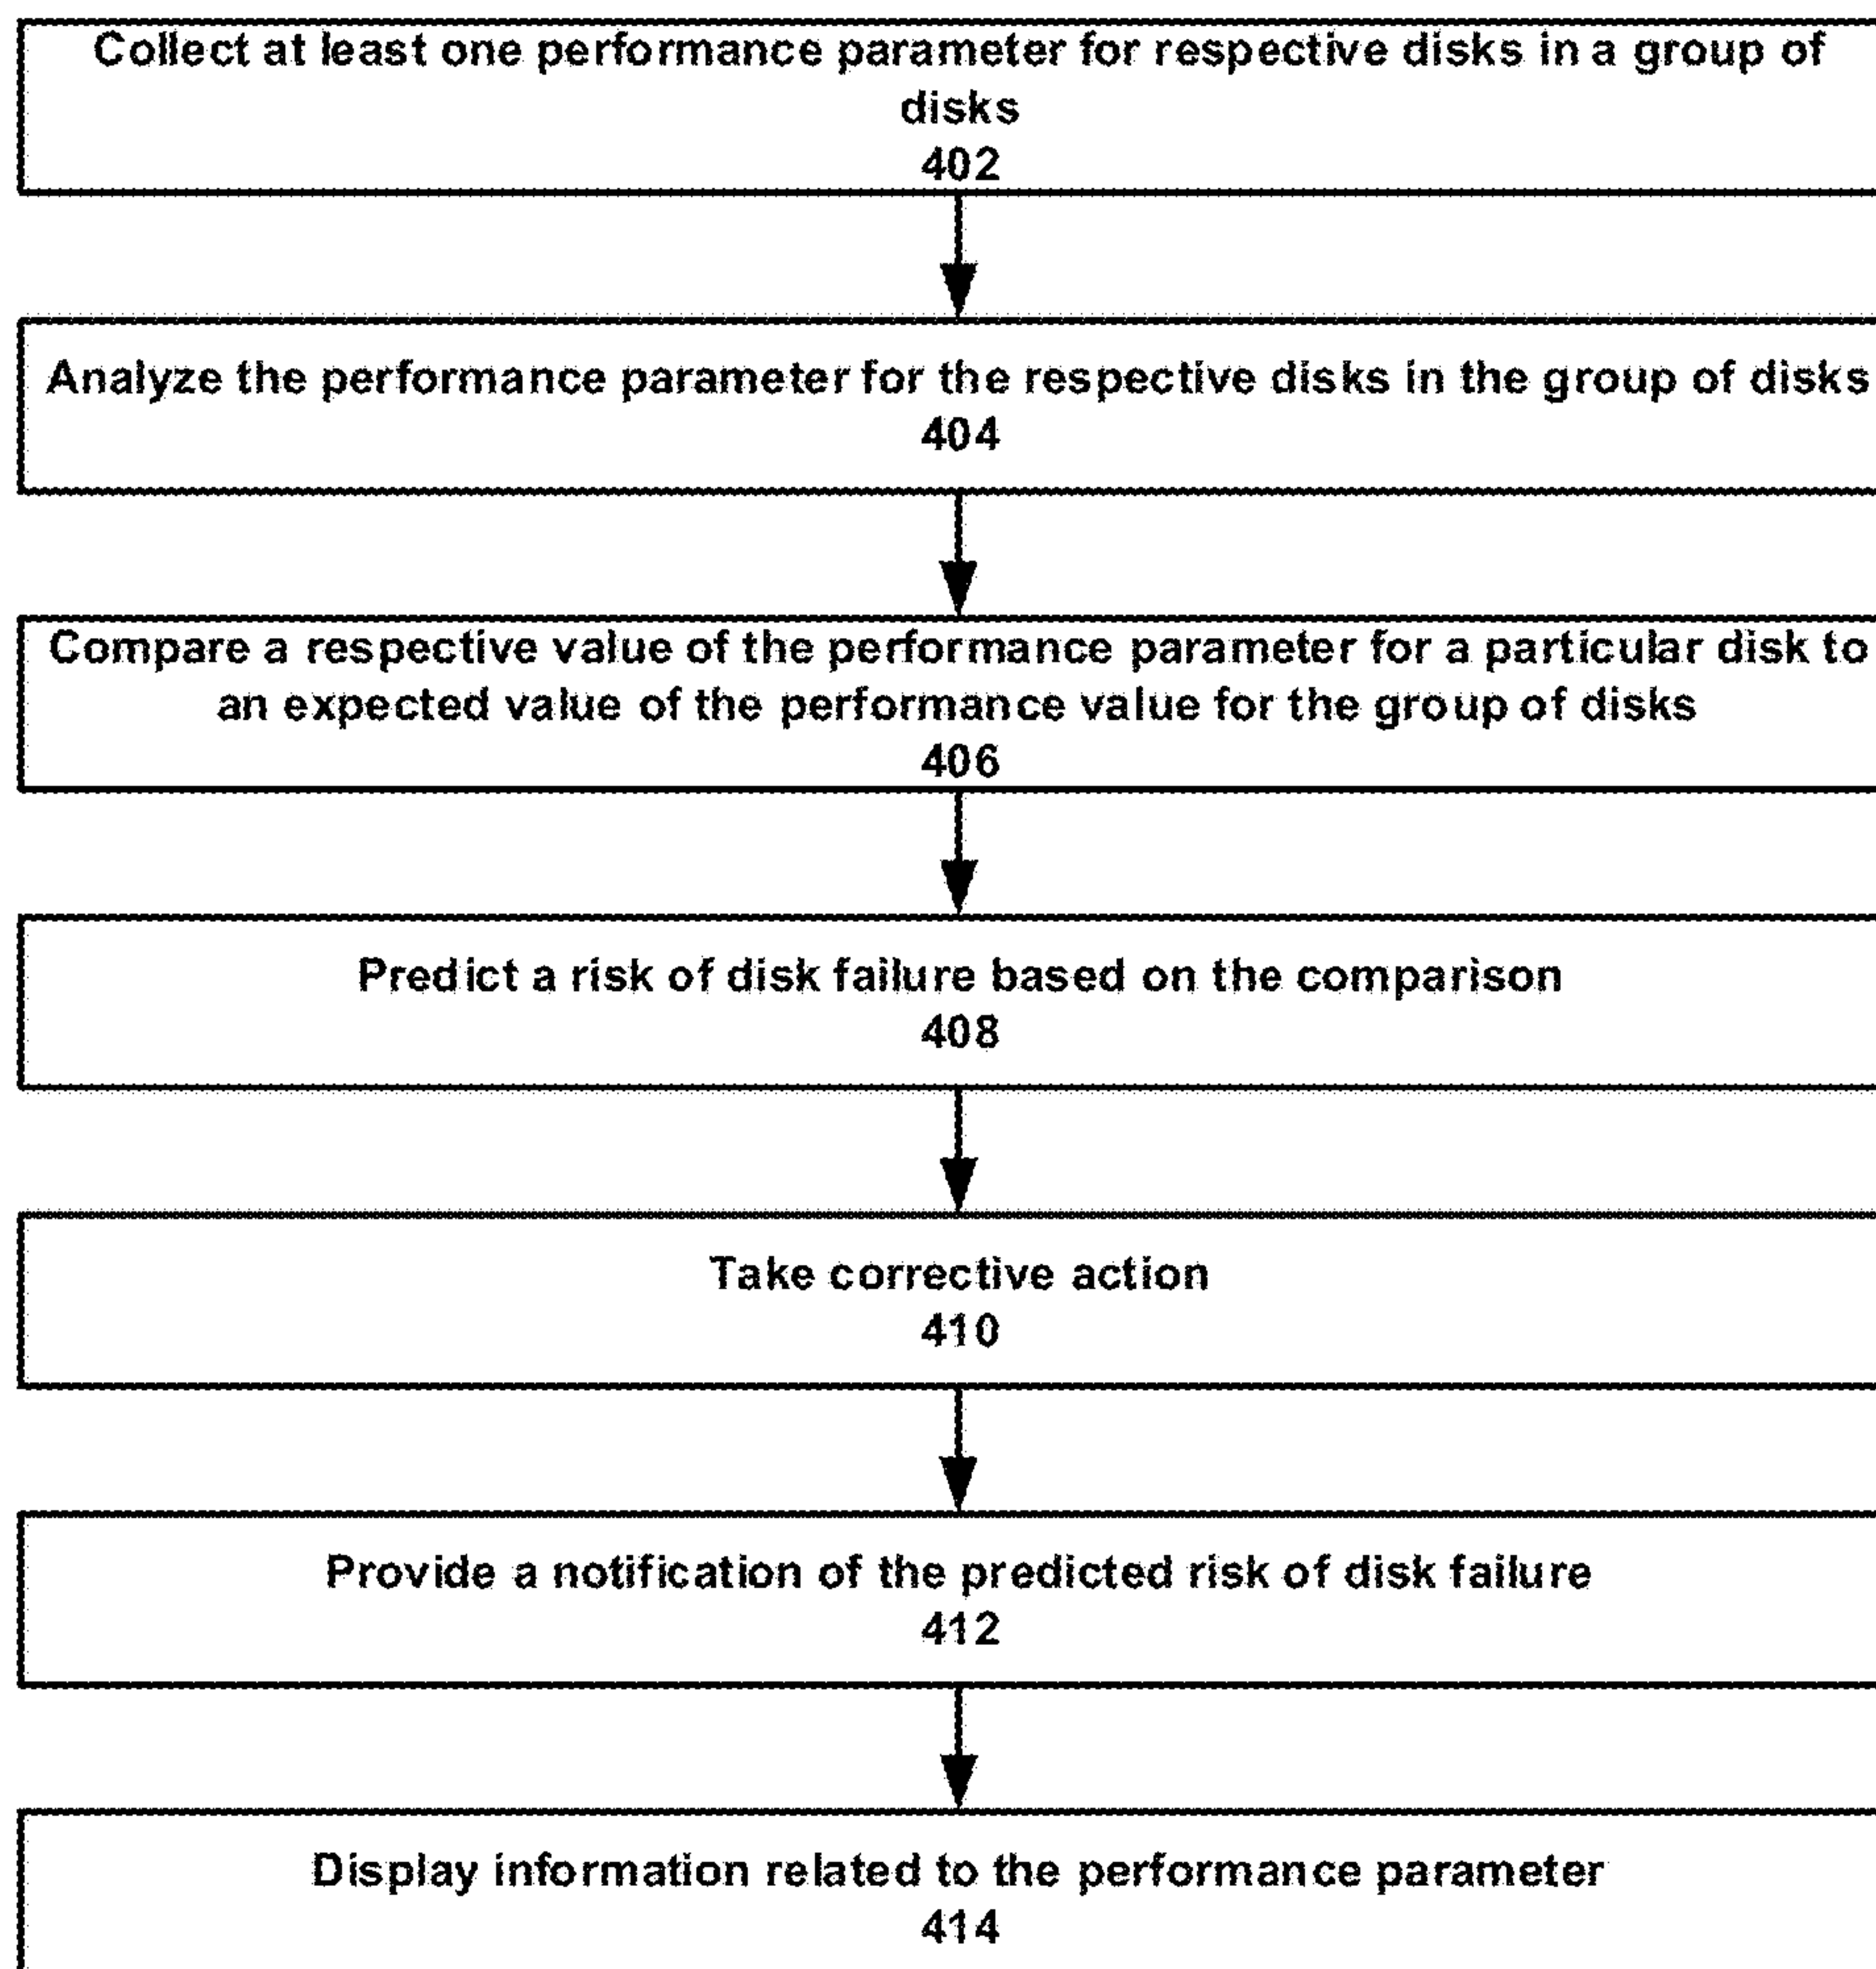 Collect at least one performance parameter for respective disks in a group of
disks
402
Analyze the performance parameter for the respective disks in the group of disks
404
Compare a respective value of the performance parameter for a particular disk to
an expected value of the performance value for the group of disks
406
Predict a risk of disk failure based on the comparison
408
Take corrective action
410
Provide a notification of the predicted risk of disk failure
412
Display information related to the performance parameter
414